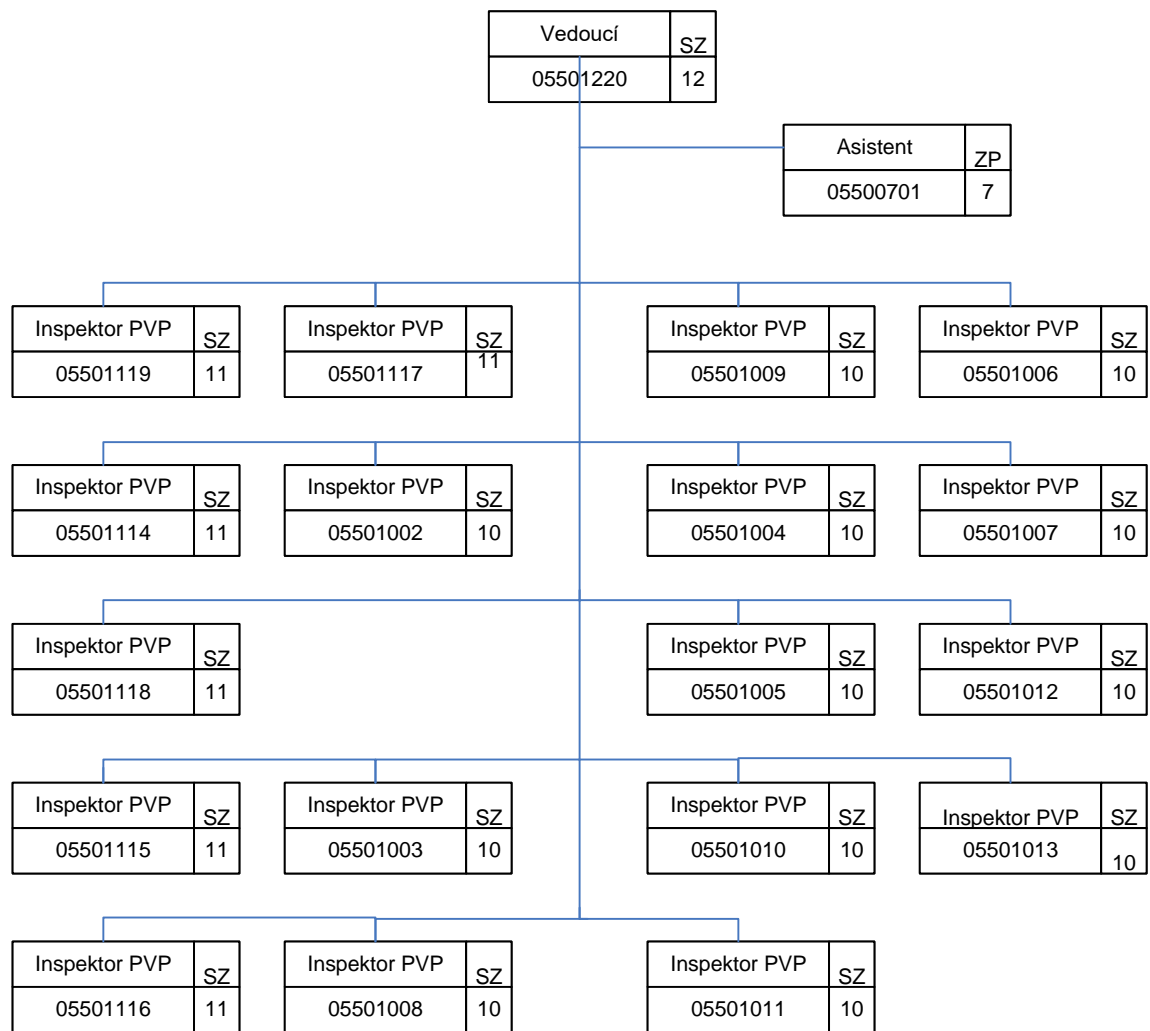 Vedoucí SZ
05501220 12
Asistent ZP
05500701 7
Inspektor PVP SZ
05501119 11
Inspektor PVP SZ
05501117 11
Inspektor PVP SZ
05501009 10
Inspektor PVP SZ
05501006 10
Inspektor PVP SZ
05501114 11
Inspektor PVP SZ
05501002 10
Inspektor PVP SZ
05501004 10
Inspektor PVP SZ
05501007 10
Inspektor PVP SZ
05501118 11
Inspektor PVP SZ
05501005 10
Inspektor PVP SZ
05501012 10
Inspektor PVP SZ
05501115 11
Inspektor PVP SZ
05501003 10
Inspektor PVP SZ
05501010 10
Inspektor PVP SZ
05501013 10
Inspektor PVP SZ
05501116 11
Inspektor PVP SZ
05501008 10
Inspektor PVP SZ
05501011 10